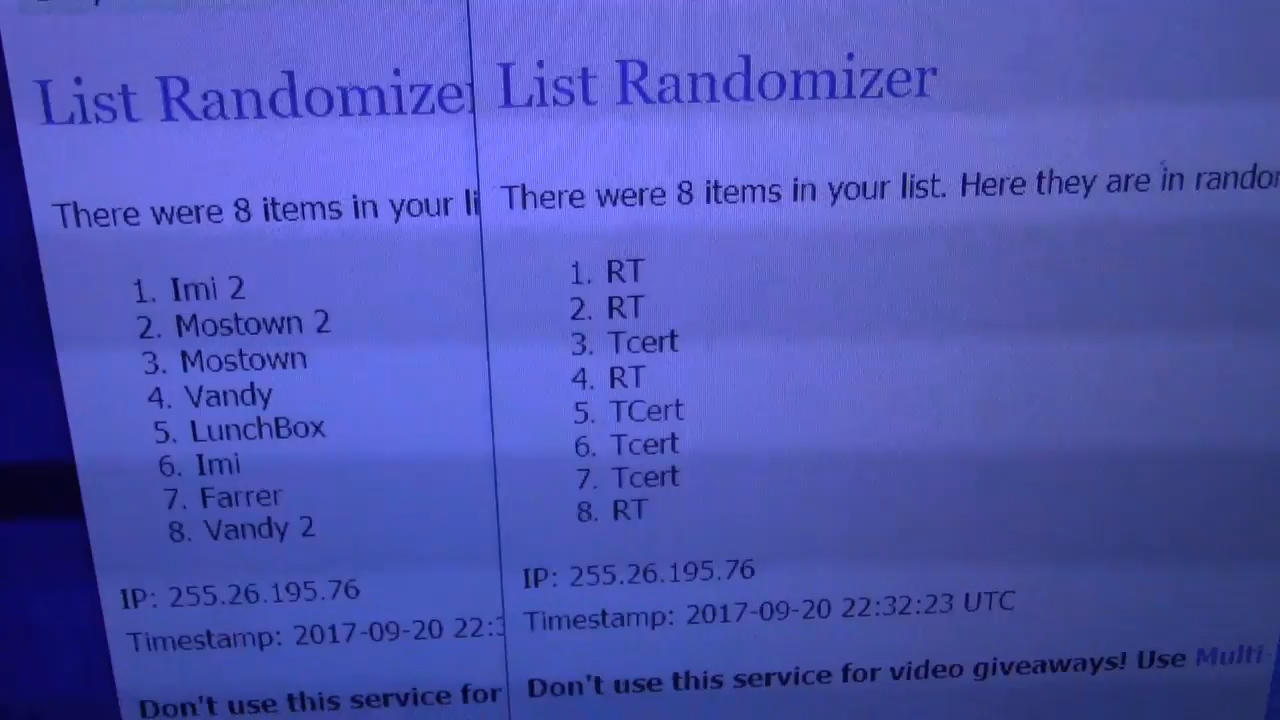 List Randomize
There were 8 items in your li
1. Imi 2
2. Mostown 2
3. Mostown
4. Vandy
5. LunchBox
6. Imi
7. Farrer
8. Vandy 2
IP: 255.26.195.76
Timestamp: 2017-09-20 22:3
Don't use this service for
List Randomizer
There were 8 items in your list. Here they are in rando
1. RT
2. RT
3. Tcert
4. RT
5. TCert
6. Tcert
7. Tcert
8. RT
IP: 255.26.195.76
Timestamp: 2017-09-20 22:32:23 UTC
Don't use this service for video giveaways! Use Multi-